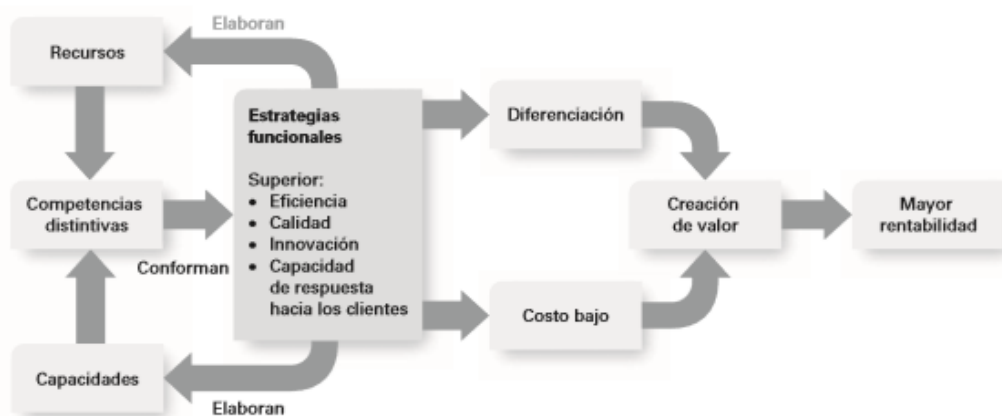 Elaboran
Recursos
Estrategias
funcionales
Superior:
• Eficiencia
• Calidad
• Innovación
• Capacidad
de respuesta
hacia los clientes
Diferenciación
Competencias
distintivas
Conforman
Creación
de valor
Mayor
rentabilidad
Costo bajo
Capacidades
Elaboran